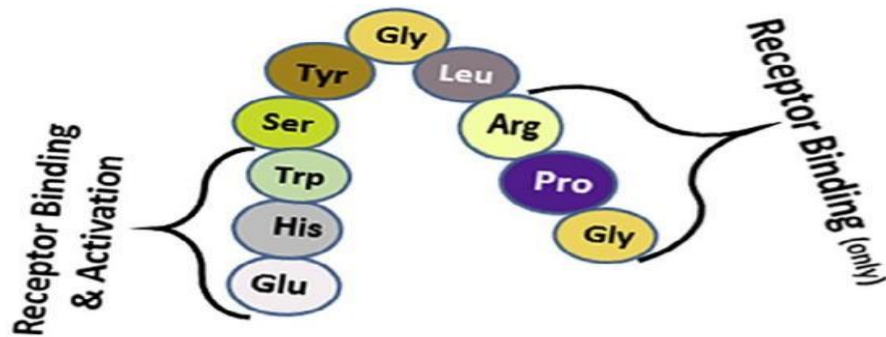 Receptor Binding
& Activation
Glu
His
Trp
Ser
Tyr
Gly
Leu
Arg
Pro
Gly
Receptor Binding (only)